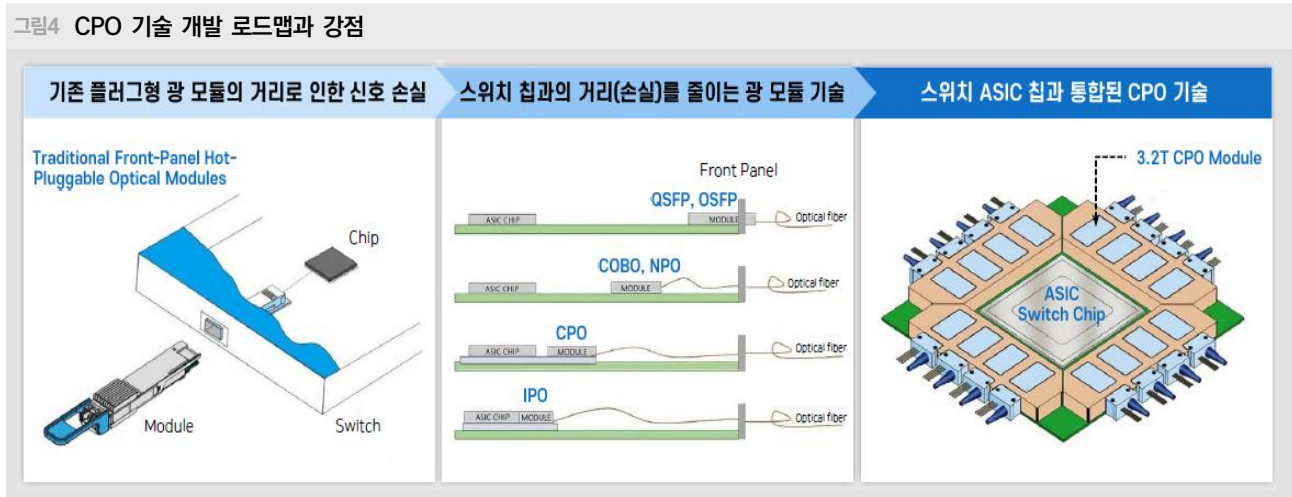 그림4 CPO 기술 개발 로드맵과 강점
기존 플러그형 광 모듈의 거리로 인한 신호 손실
스위치 칩과의 거리(손실)를 줄이는 광 모듈 기술
스위치 ASIC 칩과 통합된 CPO 기술
Traditional Front-Panel Hot-
Pluggable Optical Modules
Chip
Module
Switch
Front Panel
QSFP, OSFP
ASIC CHIP
MODULE
Optical fiber
COBO, NPO
ASIC CHIP
MODULE
Optical fiber
CPO
ASIC CHIP
MODULE
Optical fiber
IPO
ASIC CHIP
MODULE
Optical fiber
3.2T CPO Module
ASIC
Switch Chip